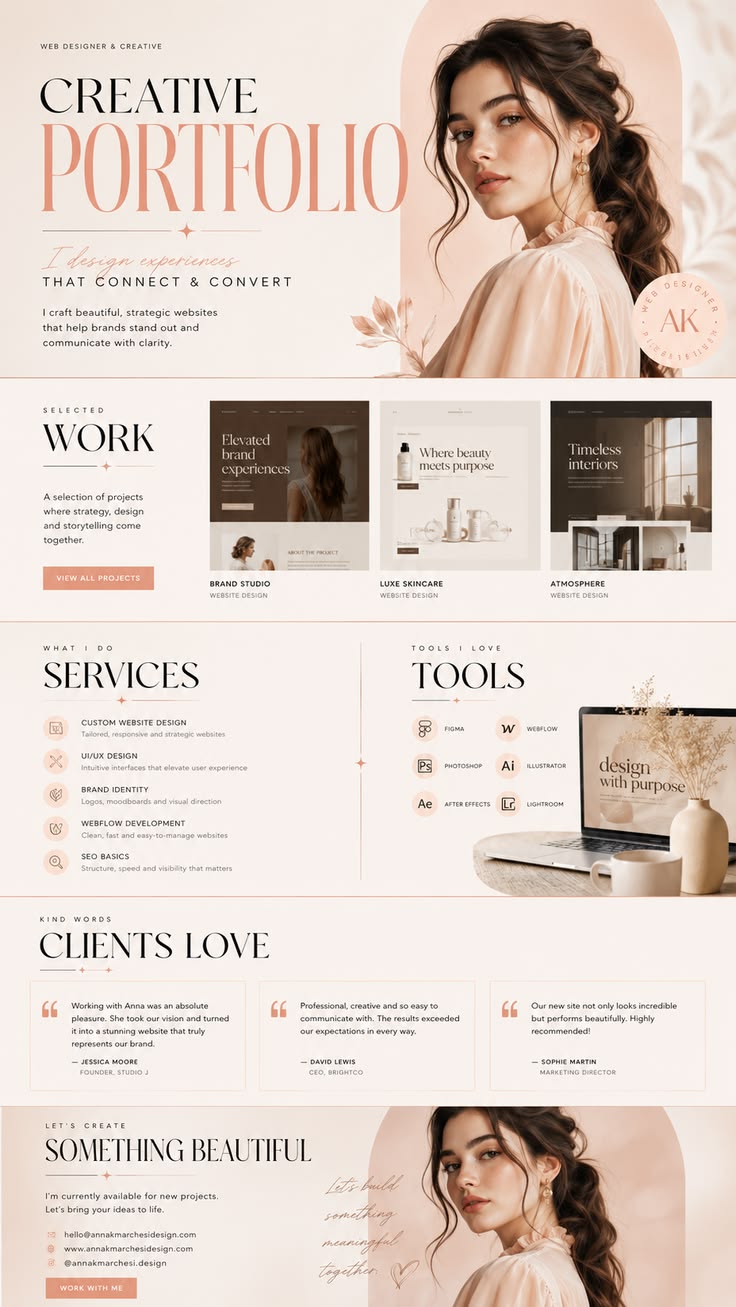 WEB DESIGNER & CREATIVE
CREATIVE
PORTFOLIO
I design experiences
THAT CONNECT & CONVERT
I craft beautiful, strategic websites
that help brands stand out and
communicate with clarity.
WEB DESIGNER
AK
SELECTED
WORK
A selection of projects
where strategy, design
and storytelling come
together.
VIEW ALL PROJECTS
Elevated
brand
experiences
ABOUT THE PROJECT
BRAND STUDIO
WEBSITE DESIGN
Where beauty
meets purpose
LUXE SKINCARE
WEBSITE DESIGN
Timeless
interiors
ATMOSPHERE
WEBSITE DESIGN
WHAT I DO
SERVICES
CUSTOM WEBSITE DESIGN
Tailored, responsive and strategic websites
UI/UX DESIGN
Intuitive interfaces that elevate user experience
BRAND IDENTITY
Logos, moodboards and visual direction
WEBFLOW DEVELOPMENT
Clean, fast and easy-to-manage websites
SEO BASICS
Structure, speed and visibility that matters
TOOLS I LOVE
TOOLS
FIGMA
W WEBFLOW
Ps PHOTOSHOP
Ai ILLUSTRATOR
Ae AFTER EFFECTS
Lr LIGHTROOM
design
with purpose
KIND WORDS
CLIENTS LOVE
Working with Anna was an absolute
pleasure. She took our vision and turned
it into a stunning website that truly
represents our brand.
— JESSICA MOORE
FOUNDER, STUDIO J
Professional, creative and so easy to
communicate with. The results exceeded
our expectations in every way.
— DAVID LEWIS
CEO, BRIGHTCO
Our new site not only looks incredible
but performs beautifully. Highly
recommended!
— SOPHIE MARTIN
MARKETING DIRECTOR
LET'S CREATE
SOMETHING BEAUTIFUL
I'm currently available for new projects.
Let's bring your ideas to life.
hello@annakmarchesidesign.com
www.annakmarchesidesign.com
@annakmarchesi.design
WORK WITH ME
Let's build
something
meaningful
together